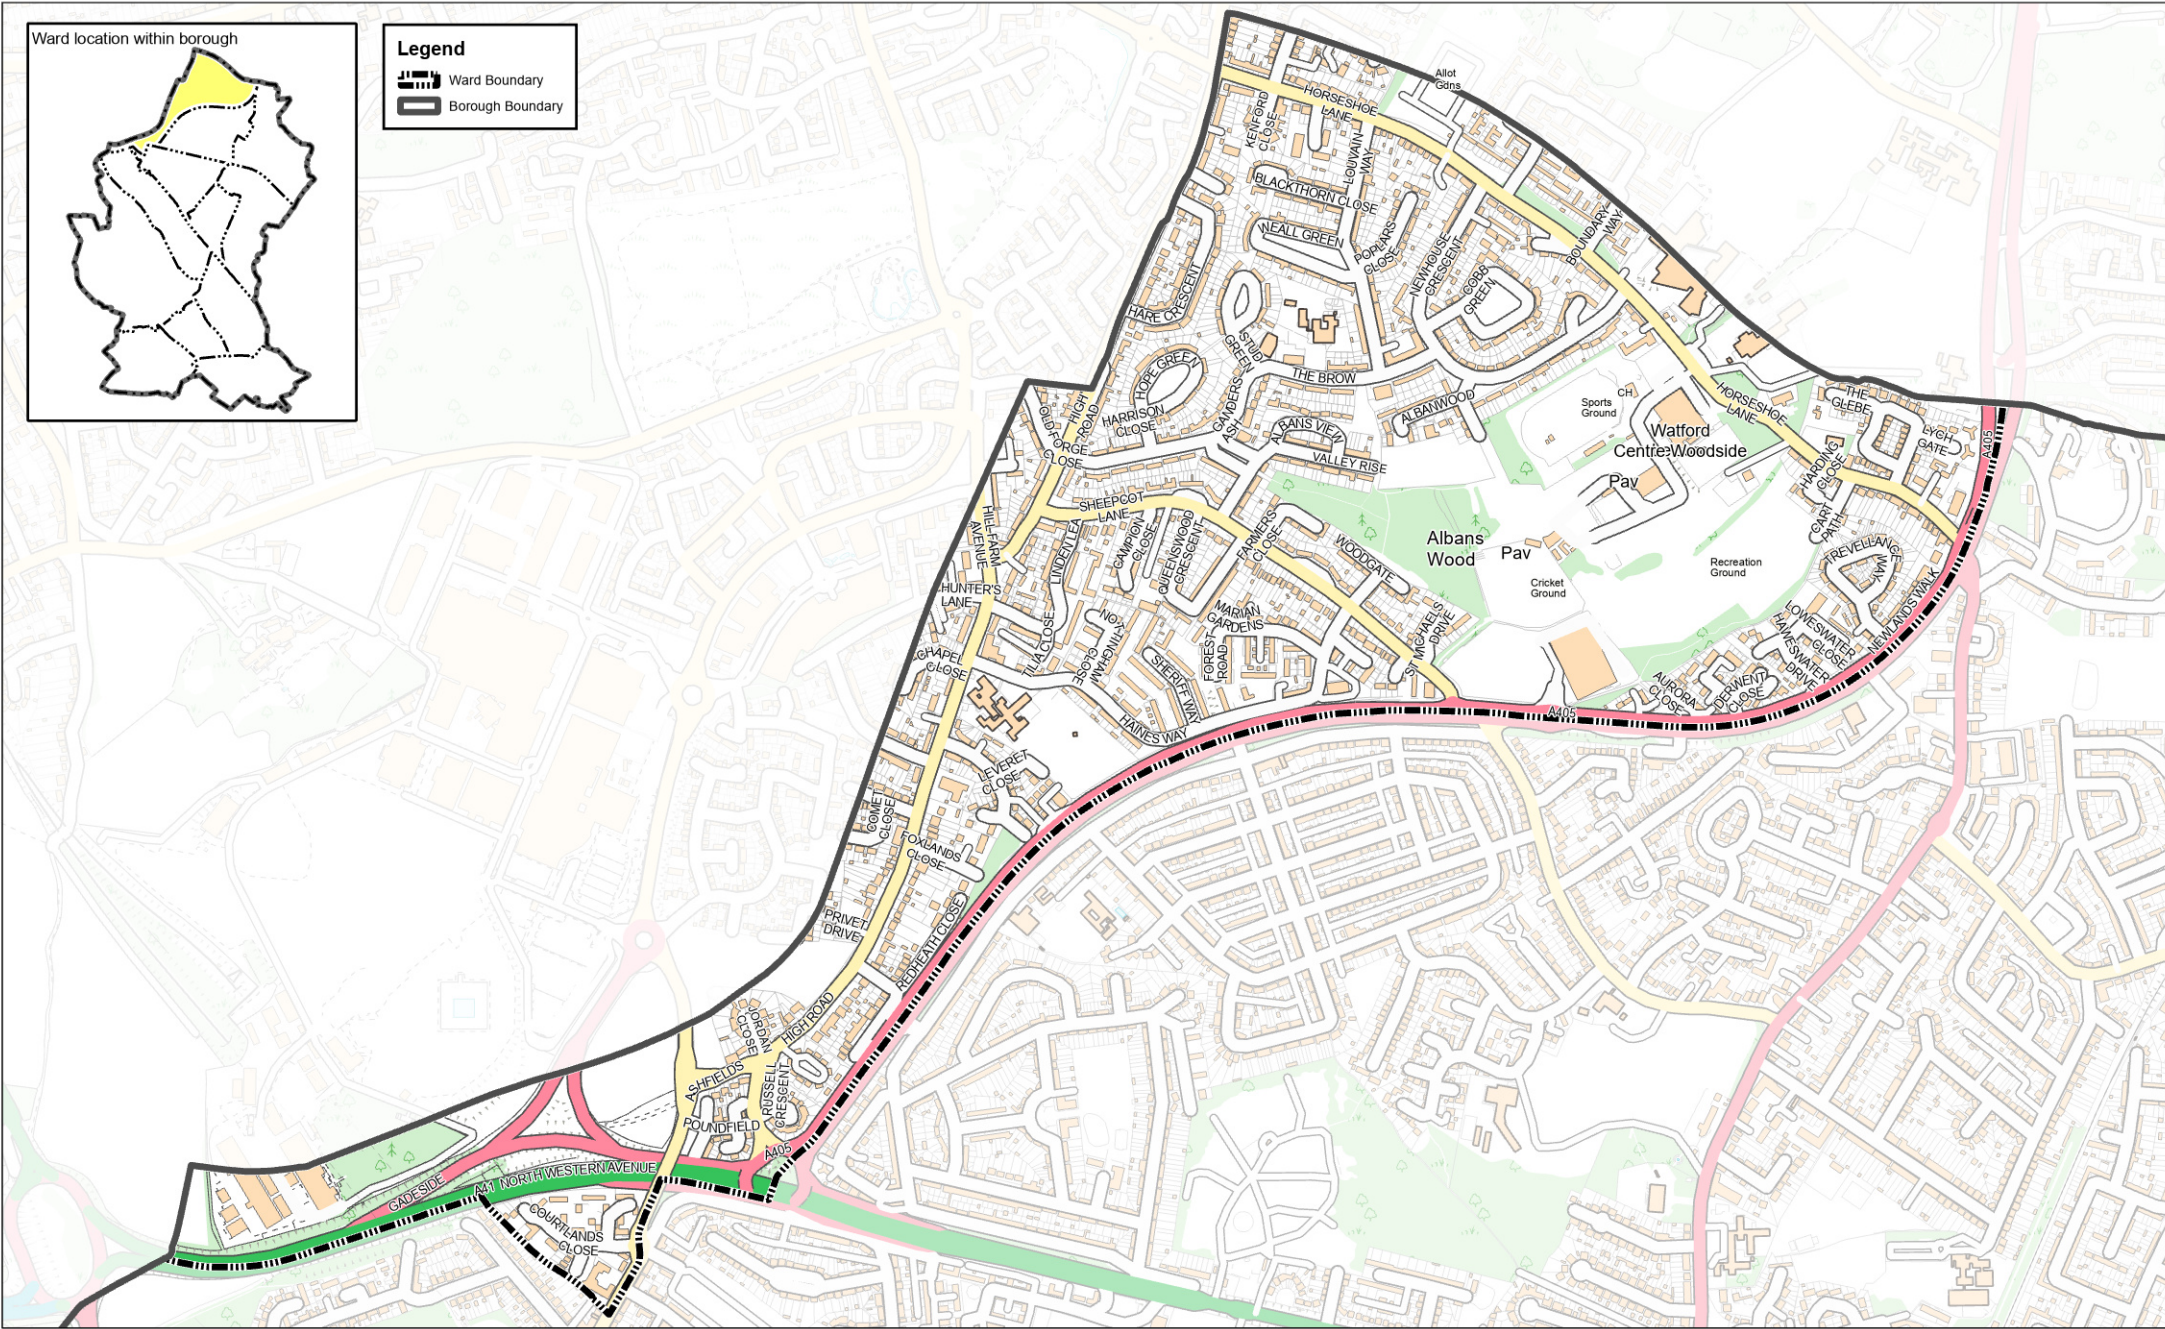 Ward location within borough
Legend
Ward Boundary
Borough Boundary
Allot
Gdns
HORSESHOE
LANE
KENFORD
CLOSE
LOUVAIN
WAY
BLACKTHORN CLOSE
WEALL GREEN
POPLARS
CLOSE
NEWHOUSE
CRESCENT
COBB
GREEN
BOUNDARY
WAY
HARE CRESCENT
STUD
GREEN
HOPE GREEN
THE BROW
HIGH
ROAD
OLD FORGE
CLOSE
HARRISON
CLOSE
GANDERS
ASH
ALBANS VIEW
VALLEY RISE
ALBANWOOD
Sports
Ground
CH
HORSESHOE
LANE
Watford
Centre Woodside
Pav
THE
GLEBE
LYCH
GATE
A405
HARDING
CLOSE
CART
PATH
TREVELLANCE
WAY
SHEEPCOT
LANE
HILL FARM
AVENUE
LINDEN LEA
CAMPION
CLOSE
QUEENSWOOD
CRESCENT
FARMERS
CLOSE
WOODGATE
Albans
Wood
Pav
Cricket
Ground
Recreation
Ground
HUNTER'S
LANE
MARIAN
GARDENS
FOREST
ROAD
ST MICHAELS
DRIVE
NEWLANDS WALK
LOWESWATER
CLOSE
HAWESWATER
DRIVE
DERWENT
CLOSE
AURORA
CLOSE
CHAPEL
CLOSE
TILIA CLOSE
NOTHINGHAM
CLOSE
SHERIFF WAY
HAINES WAY
A405
LEVERET
CLOSE
COMET
CLOSE
FOXLANDS
CLOSE
PRIVET
DRIVE
REDHEATH CLOSE
HIGH ROAD
JORDAN
CLOSE
ASHFIELDS
RUSSELL
CRESCENT
POUNDFIELD
A405
A41 NORTH WESTERN AVENUE
GADESIDE
COURTLANDS
CLOSE